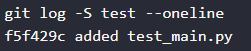 git log -S test --oneline
f5f429c added test_main.py